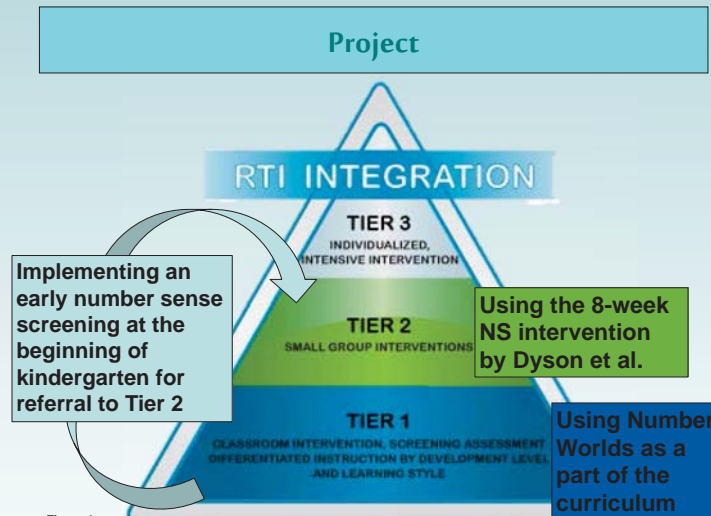 Project
RTI INTEGRATION
TIER 3
INDIVIDUALIZED,
INTENSIVE INTERVENTION
Implementing an
early number sense
screening at the
beginning of
kindergarten for
referral to Tier 2
TIER 2
SMALL GROUP INTERVENTIONS
Using the 8-week
NS intervention
by Dyson et al.
TIER 1
CLASSROOM INTERVENTION, SCREENING ASSESSMENT
DIFFERENTIATED INSTRUCTION BY DEVELOPMENT LEVEL
AND LEARNING STYLE
Using Number
Worlds as a
part of the
curriculum